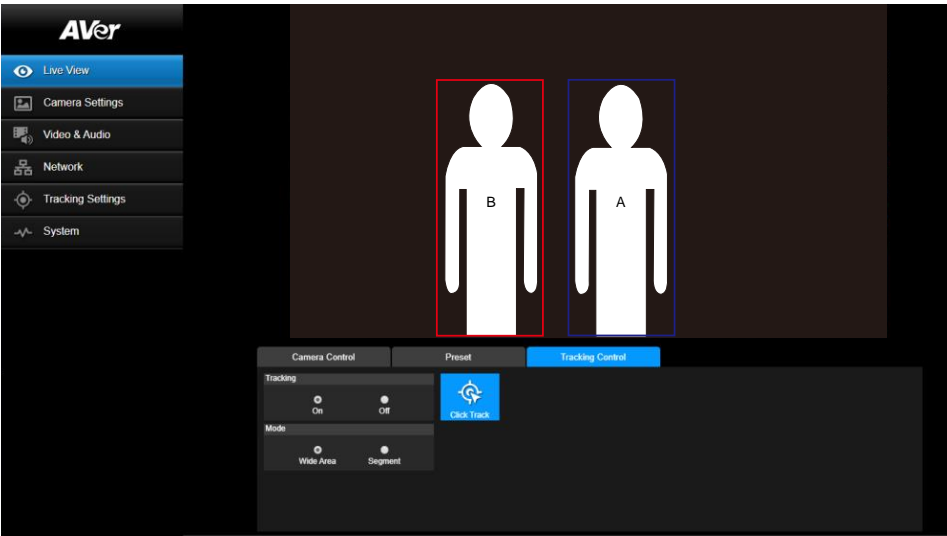 AVer
Live View
Camera Settings
Video & Audio
Network
Tracking Settings
System
B
A
Camera Control
Preset
Tracking Control
Tracking
On
Off
Click Track
Mode
Wide Area
Segment